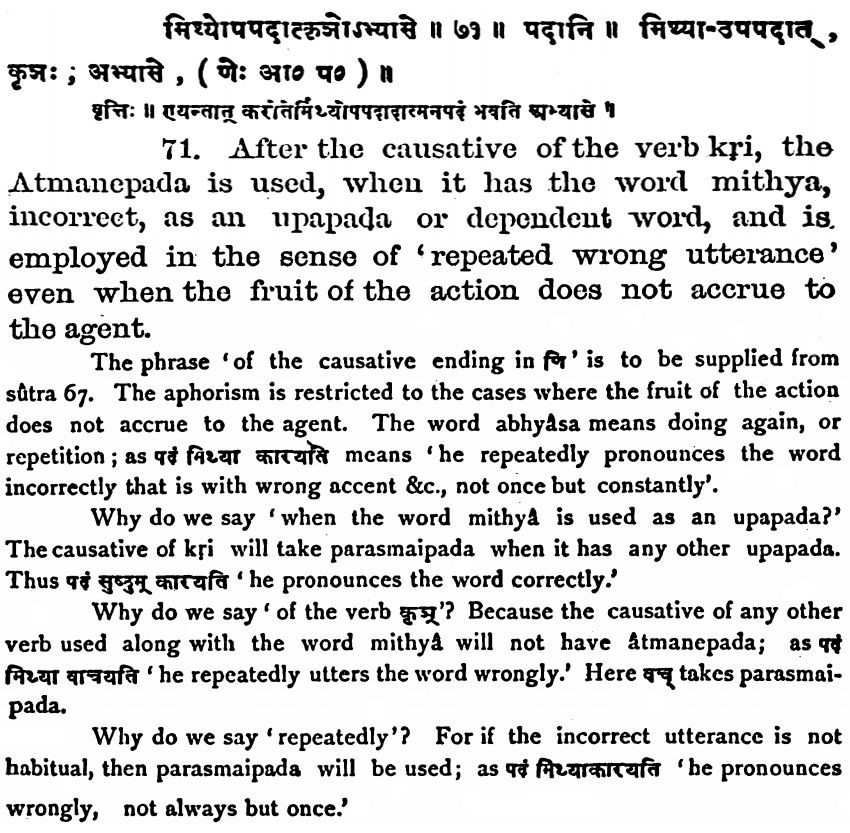 मिथ्योपपदात्कृञोऽभ्यासे ॥ ७१ ॥ पदानि ॥ मिथ्या-उपपदात्,
कृञः ; अभ्यासे , ( णेः आ० प० ) ॥
वृत्तिः ॥ ण्यन्तात् करोतेर्मिथ्योपपदादात्मनपदं भवति अभ्यासे ॥
71. After the causative of the verb kṛi, the
Atmanepada is used, when it has the word mithya,
incorrect, as an upapada or dependent word, and is
employed in the sense of ‘repeated wrong utterance’
even when the fruit of the action does not accrue to
the agent.
The phrase ‘of the causative ending in णि’ is to be supplied from
sûtra 67. The aphorism is restricted to the cases where the fruit of the action
does not accrue to the agent. The word abhyâsa means doing again, or
repetition ; as पदं मिथ्या कारयेति means ‘he repeatedly pronounces the word
incorrectly that is with wrong accent &c., not once but constantly’.
Why do we say ‘when the word mithyâ is used as an upapada?’
The causative of kṛi will take parasmaipada when it has any other upapada.
Thus पदं सुष्टुम् कारयति ‘he pronounces the word correctly.’
Why do we say ‘of the verb कृञ्’? Because the causative of any other
verb used along with the word mithyâ will not have âtmanepada; as पदं
मिथ्या वाचयति ‘he repeatedly utters the word wrongly.’ Here वच् takes parasmai-
pada.
Why do we say ‘repeatedly’? For if the incorrect utterance is not
habitual, then parasmaipada will be used; as पदं मिथ्याकारयति ‘he pronounces
wrongly, not always but once.’